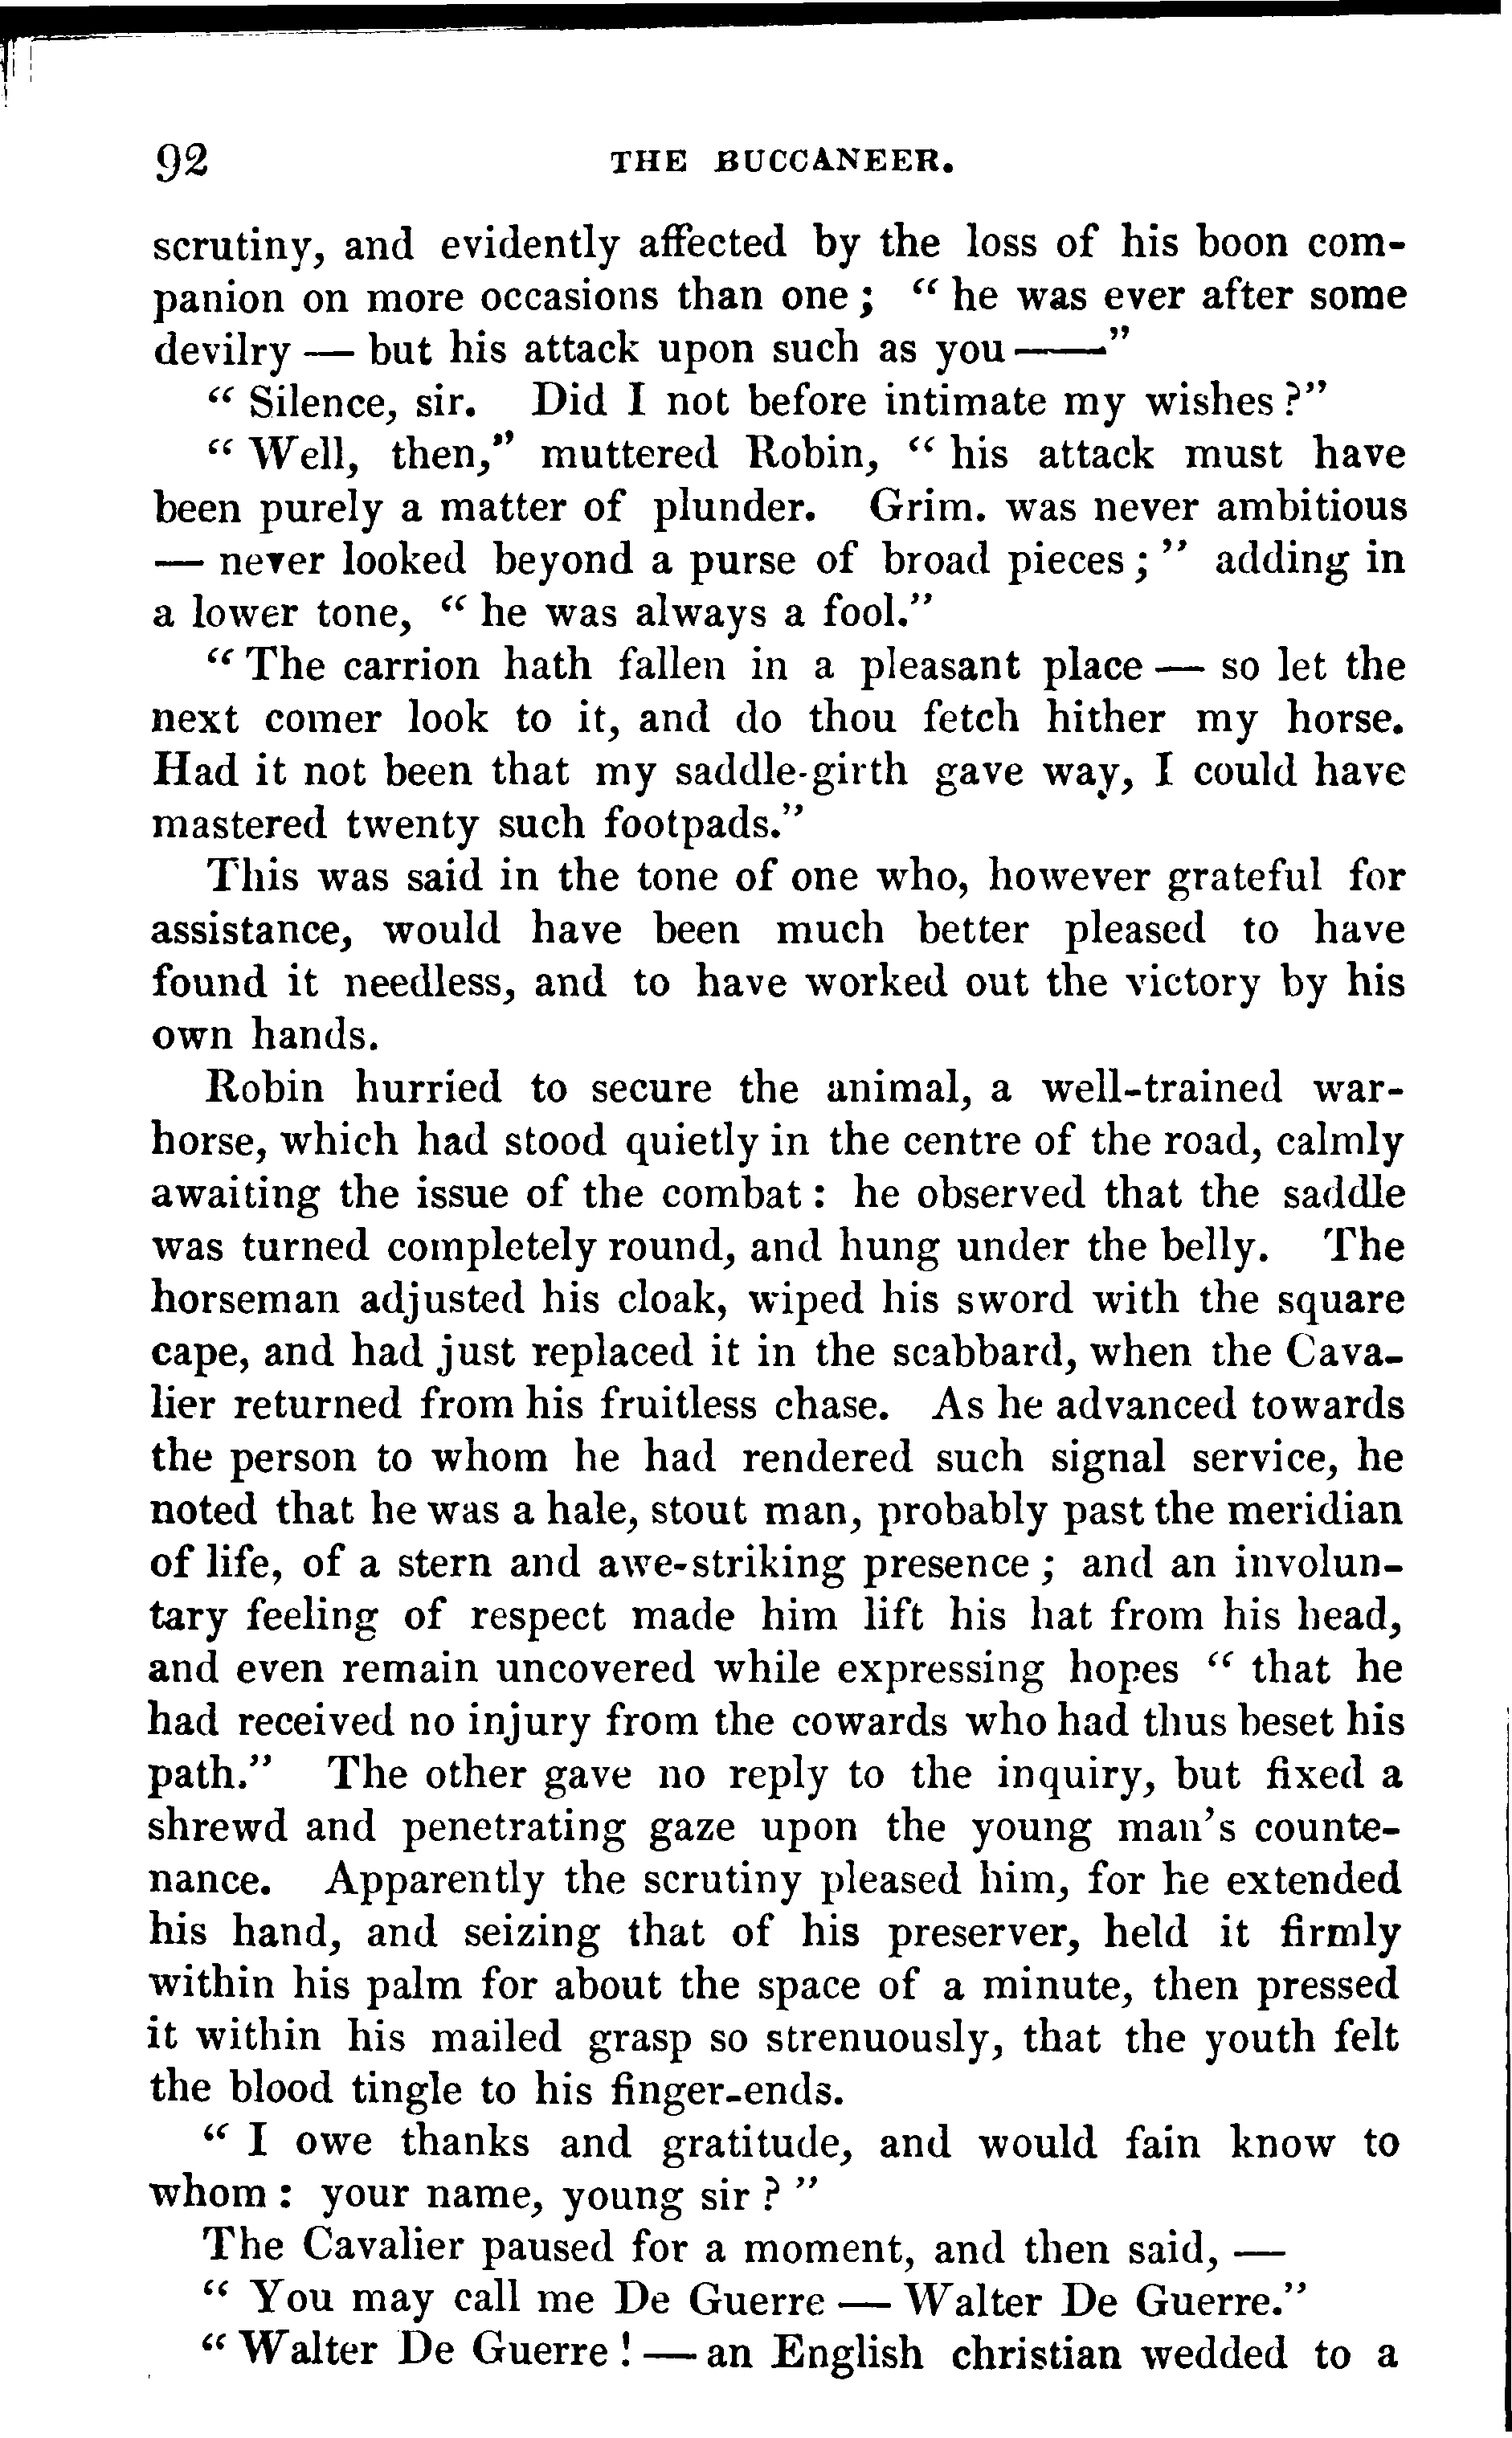 92 THE BUCCANEER.
scrutiny, and evidently affected by the loss of his boon com-
panion on more occasions than one; " he was ever after some
devilry — but his attack upon such as you ——"
" Silence, sir. Did I not before intimate my wishes?"
" Well, then," muttered Robin, " his attack must have
been purely a matter of plunder. Grim. was never ambitious
— never looked beyond a purse of broad pieces;" adding in
a lower tone, " he was always a fool."
" The carrion hath fallen in a pleasant place — so let the
next comer look to it, and do thou fetch hither my horse.
Had it not been that my saddle-girth gave way, I could have
mastered twenty such footpads."
This was said in the tone of one who, however grateful for
assistance, would have been much better pleased to have
found it needless, and to have worked out the victory by his
own hands.
Robin hurried to secure the animal, a well-trained war-
horse, which had stood quietly in the centre of the road, calmly
awaiting the issue of the combat: he observed that the saddle
was turned completely round, and hung under the belly. The
horseman adjusted his cloak, wiped his sword with the square
cape, and had just replaced it in the scabbard, when the Cava-
lier returned from his fruitless chase. As he advanced towards
the person to whom he had rendered such signal service, he
noted that he was a hale, stout man, probably past the meridian
of life, of a stern and awe-striking presence; and an involun-
tary feeling of respect made him lift his hat from his head,
and even remain uncovered while expressing hopes " that he
had received no injury from the cowards who had thus beset his
path." The other gave no reply to the inquiry, but fixed a
shrewd and penetrating gaze upon the young man's counte-
nance. Apparently the scrutiny pleased him, for he extended
his hand, and seizing that of his preserver, held it firmly
within his palm for about the space of a minute, then pressed
it within his mailed grasp so strenuously, that the youth felt
the blood tingle to his finger-ends.
" I owe thanks and gratitude, and would fain know to
whom: your name, young sir?"
The Cavalier paused for a moment, and then said, —
" You may call me De Guerre — Walter De Guerre."
" Walter De Guerre! — an English christian wedded to a